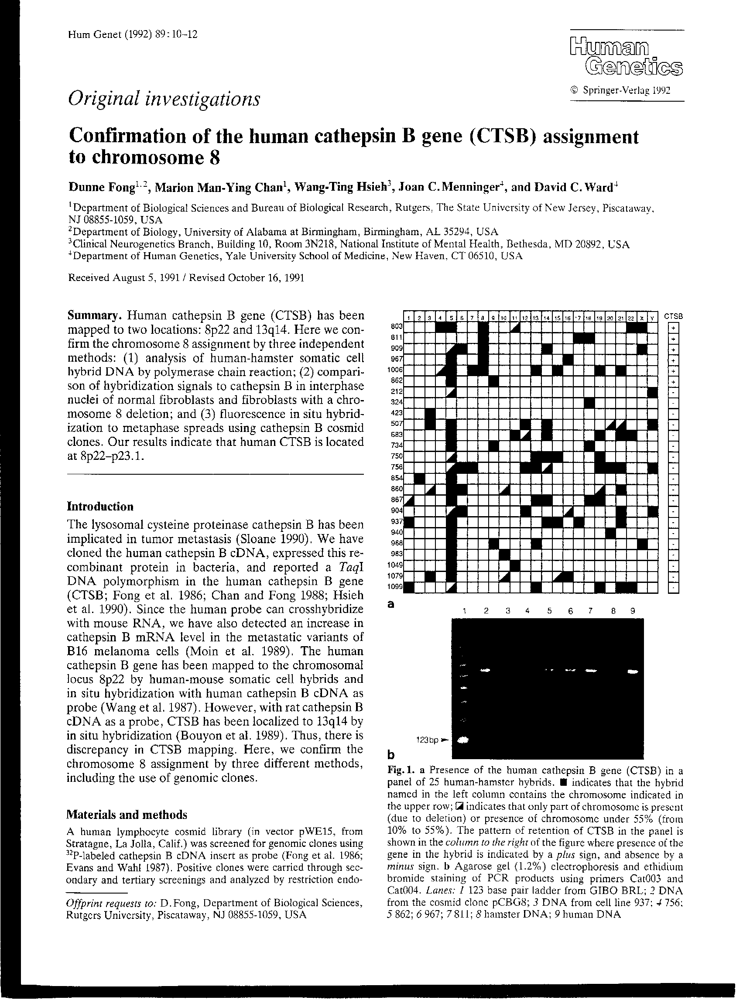 Hum Genet (1992) 89:10–12
Human
Genetics
© Springer-Verlag 1992
Original investigations
Confirmation of the human cathepsin B gene (CTSB) assignment
to chromosome 8
Dunne Fong1,2, Marion Man-Ying Chan1, Wang-Ting Hsieh3, Joan C. Menninger4, and David C. Ward4
1 Department of Biological Sciences and Bureau of Biological Research, Rutgers, The State University of New Jersey, Piscataway,
NJ 08855-1059, USA
2 Department of Biology, University of Alabama at Birmingham, Birmingham, AL 35294, USA
3 Clinical Neurogenetics Branch, Building 10, Room 3N218, National Institute of Mental Health, Bethesda, MD 20892, USA
4 Department of Human Genetics, Yale University School of Medicine, New Haven, CT 06510, USA
Received August 5, 1991 / Revised October 16, 1991
Summary. Human cathepsin B gene (CTSB) has been
mapped to two locations: 8p22 and 13q14. Here we con-
firm the chromosome 8 assignment by three independent
methods: (1) analysis of human-hamster somatic cell
hybrid DNA by polymerase chain reaction; (2) compari-
son of hybridization signals to cathepsin B in interphase
nuclei of normal fibroblasts and fibroblasts with a chro-
mosome 8 deletion; and (3) fluorescence in situ hybrid-
ization to metaphase spreads using cathepsin B cosmid
clones. Our results indicate that human CTSB is located
at 8p22–p23.1.
Introduction
The lysosomal cysteine proteinase cathepsin B has been
implicated in tumor metastasis (Sloane 1990). We have
cloned the human cathepsin B cDNA, expressed this re-
combinant protein in bacteria, and reported a TaqI
DNA polymorphism in the human cathepsin B gene
(CTSB; Fong et al. 1986; Chan and Fong 1988; Hsieh
et al. 1990). Since the human probe can crosshybridize
with mouse RNA, we have also detected an increase in
cathepsin B mRNA level in the metastatic variants of
B16 melanoma cells (Moin et al. 1989). The human
cathepsin B gene has been mapped to the chromosomal
locus 8p22 by human-mouse somatic cell hybrids and
in situ hybridization with human cathepsin B cDNA as
probe (Wang et al. 1987). However, with rat cathepsin B
cDNA as a probe, CTSB has been localized to 13q14 by
in situ hybridization (Bouyon et al. 1989). Thus, there is
discrepancy in CTSB mapping. Here, we confirm the
chromosome 8 assignment by three different methods,
including the use of genomic clones.
Materials and methods
A human lymphocyte cosmid library (in vector pWE15, from
Stratagne, La Jolla, Calif.) was screened for genomic clones using
32P-labeled cathepsin B cDNA insert as probe (Fong et al. 1986;
Evans and Wahl 1987). Positive clones were carried through sec-
ondary and tertiary screenings and analyzed by restriction endo-
Offprint requests to: D. Fong, Department of Biological Sciences,
Rutgers University, Piscataway, NJ 08855-1059, USA
1 2 3 4 5 6 7 8 9 10 11 12 13 14 15 16 17 18 19 20 21 22 X Y CTSB
803 +
811 +
909 +
967 +
1006 +
862 +
212 -
324 -
423 -
507 -
683 -
734 -
750 -
756 -
854 -
860 -
867 -
904 -
937 -
940 -
968 -
983 -
1049 -
1079 -
1099 -
a
1 2 3 4 5 6 7 8 9
123bp
b
Fig. 1. a Presence of the human cathepsin B gene (CTSB) in a
panel of 25 human-hamster hybrids. ■ indicates that the hybrid
named in the left column contains the chromosome indicated in
the upper row; ◪ indicates that only part of chromosome is present
(due to deletion) or presence of chromosome under 55% (from
10% to 55%). The pattern of retention of CTSB in the panel is
shown in the column to the right of the figure where presence of the
gene in the hybrid is indicated by a plus sign, and absence by a
minus sign. b Agarose gel (1.2%) electrophoresis and ethidium
bromide staining of PCR products using primers Cat003 and
Cat004. Lanes: 1 123 base pair ladder from GIBO BRL; 2 DNA
from the cosmid clone pCBG8; 3 DNA from cell line 937; 4 756;
5 862; 6 967; 7 811; 8 hamster DNA; 9 human DNA